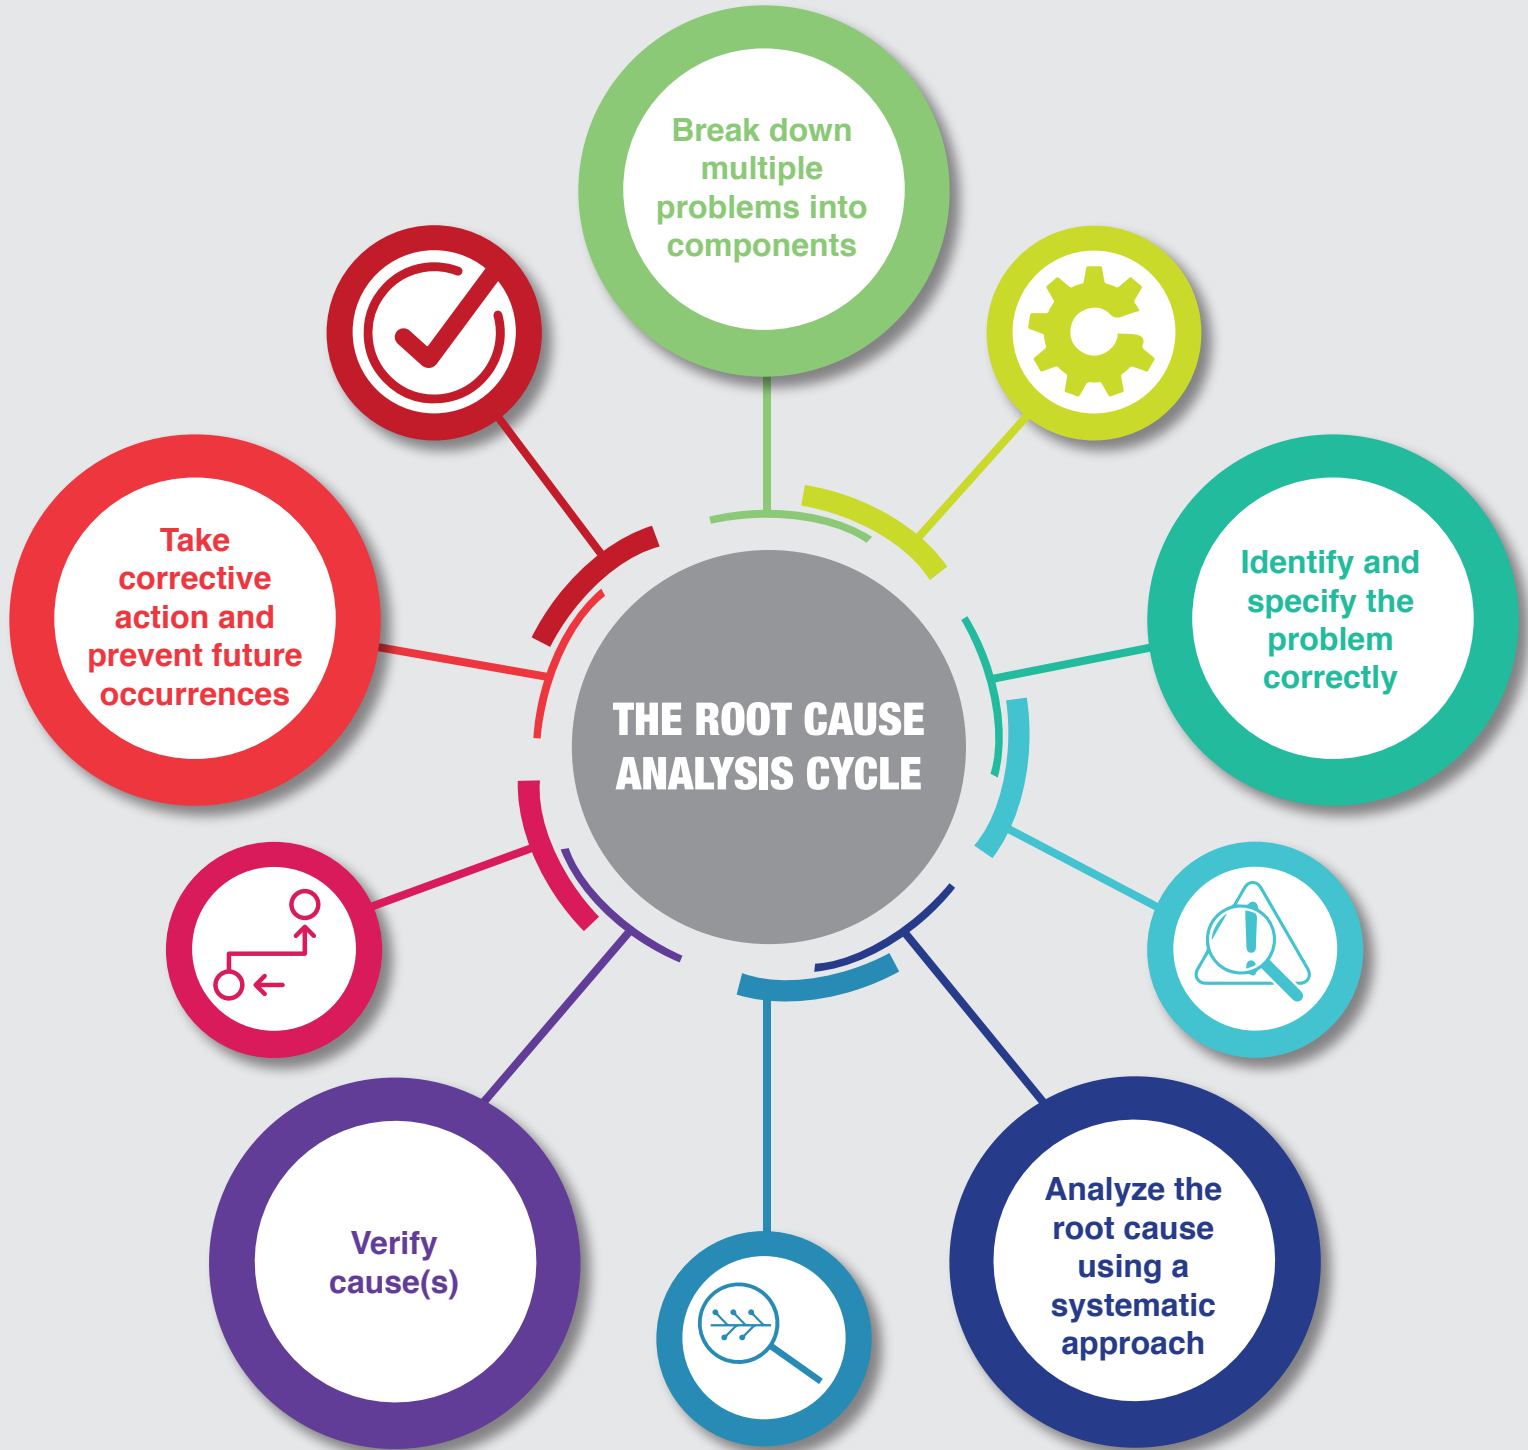 Break down
multiple
problems into
components
Identify and
specify the
problem
correctly
Analyze the
root cause
using a
systematic
approach
Verify
cause(s)
Take
corrective
action and
prevent future
occurrences
THE ROOT CAUSE
ANALYSIS CYCLE